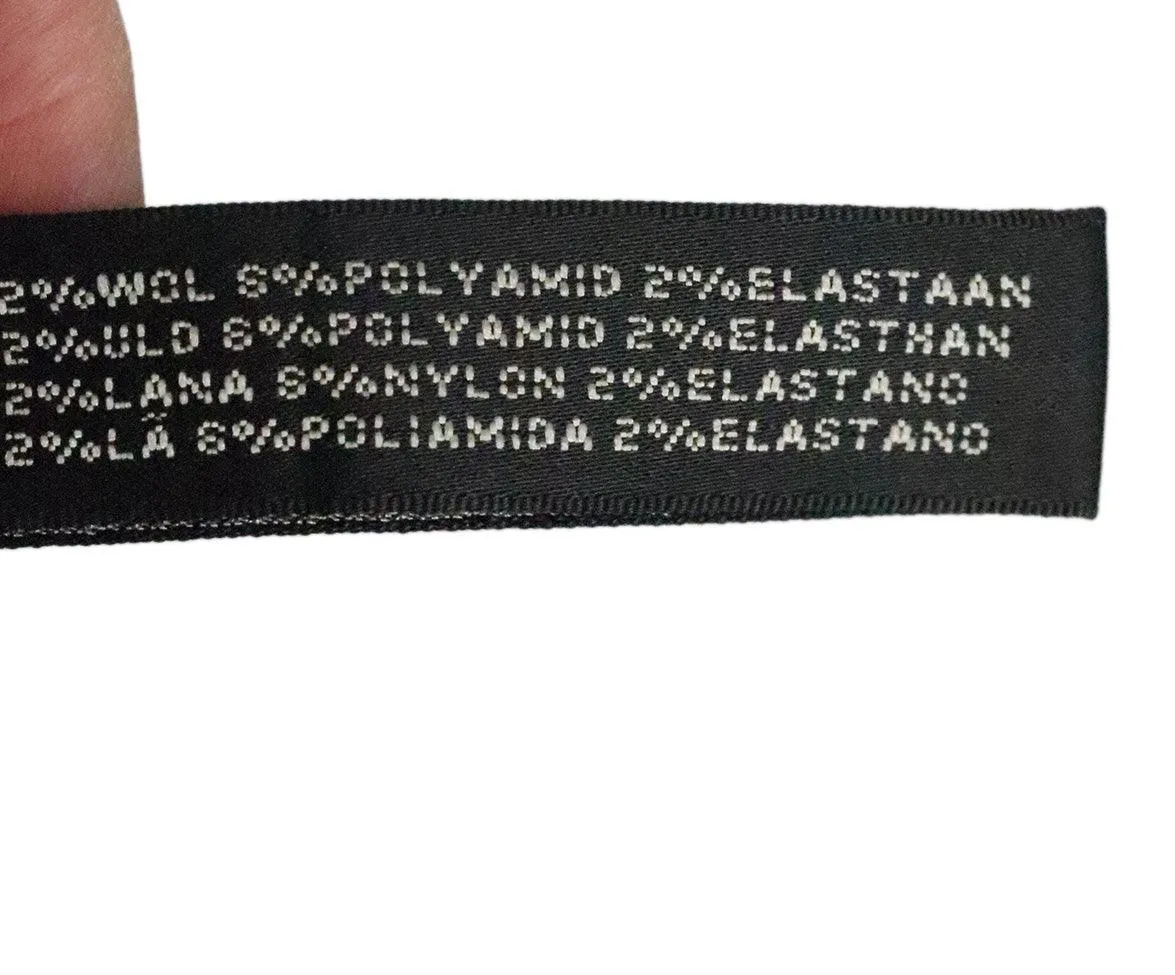 2%WOL 6%POLYAMID 2%ELASTAAN
2%ULD 6%POLYAMID 2%ELASTHAN
2%LANA 6%NYLON 2%ELASTANO
2%LÃ 6%POLIAMIDA 2%ELASTANO